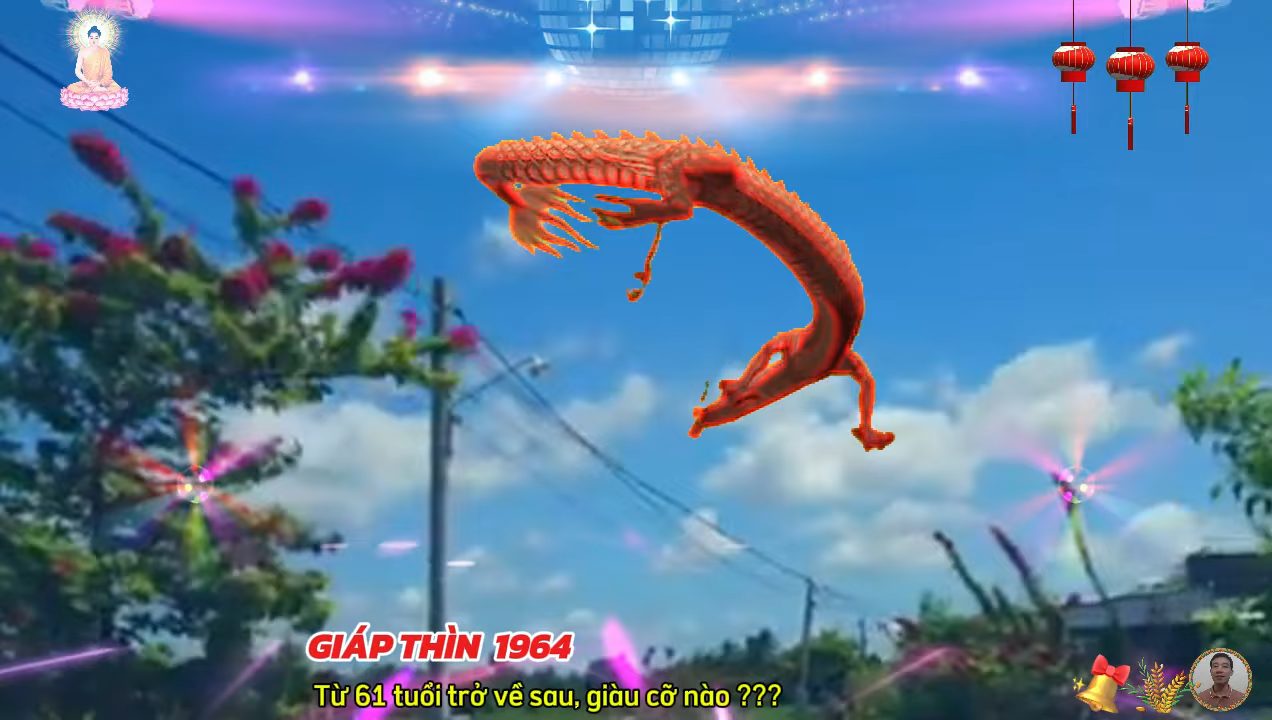 GIÁP THÌN 1964
Từ 61 tuổi trở về sau, giàu cỡ nào ???